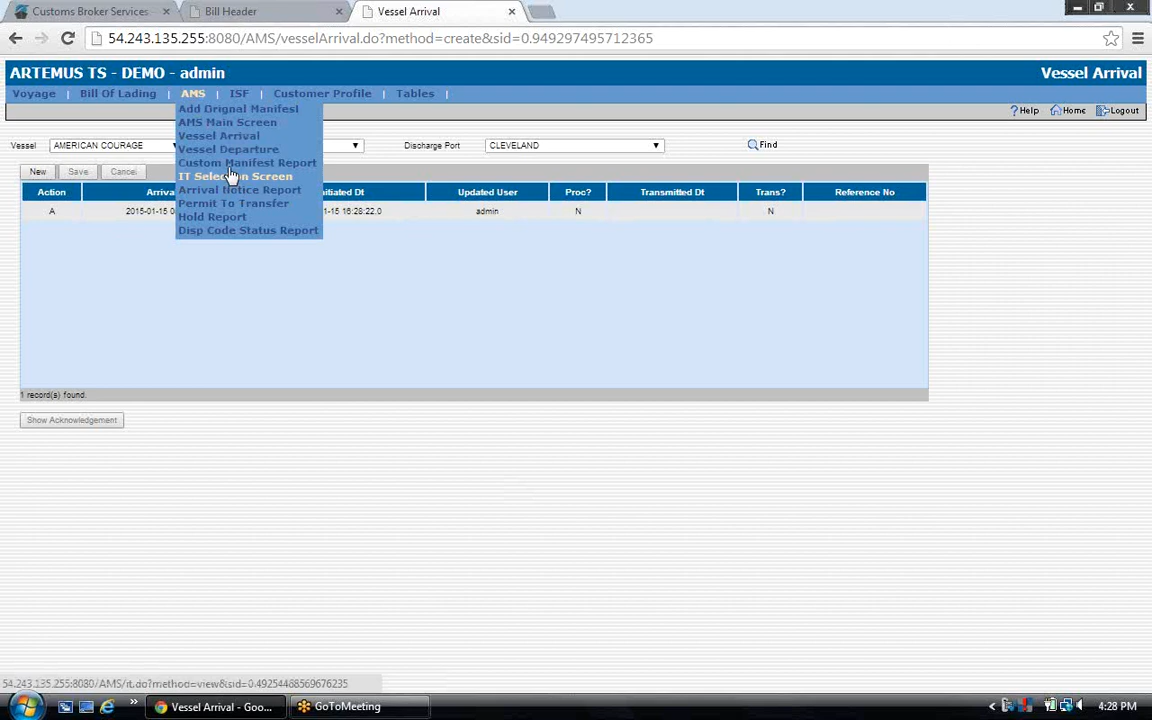 Customs Broker Services
Bill Header
Vessel Arrival
54.243.135.255:8080/AMS/vesselArrival.do?method=create&sid=0.949297495712365
ARTEMUS TS - DEMO - admin
Vessel Arrival
Voyage | Bill Of Lading | AMS | ISF | Customer Profile | Tables |
?Help Home Logout
Add Orignal Manifest
AMS Main Screen
Vessel Arrival
Vessel Departure
Custom Manifest Report
IT Selection Screen
Arrival Notice Report
Permit To Transfer
Hold Report
Disp Code Status Report
Vessel AMERICAN COURAGE Discharge Port CLEVELAND Find
New Save Cancel
Action Updated User Proc? Transmitted Dt Trans? Reference No
A 2015-01-15 16:28:22.0 admin N N
1 record(s) found.
Show Acknowledgement
54.243.135.255:8080/AMS/it.do?method=view&sid=0.49254468569676235
Vessel Arrival - Goo...
GoToMeeting
4:28 PM